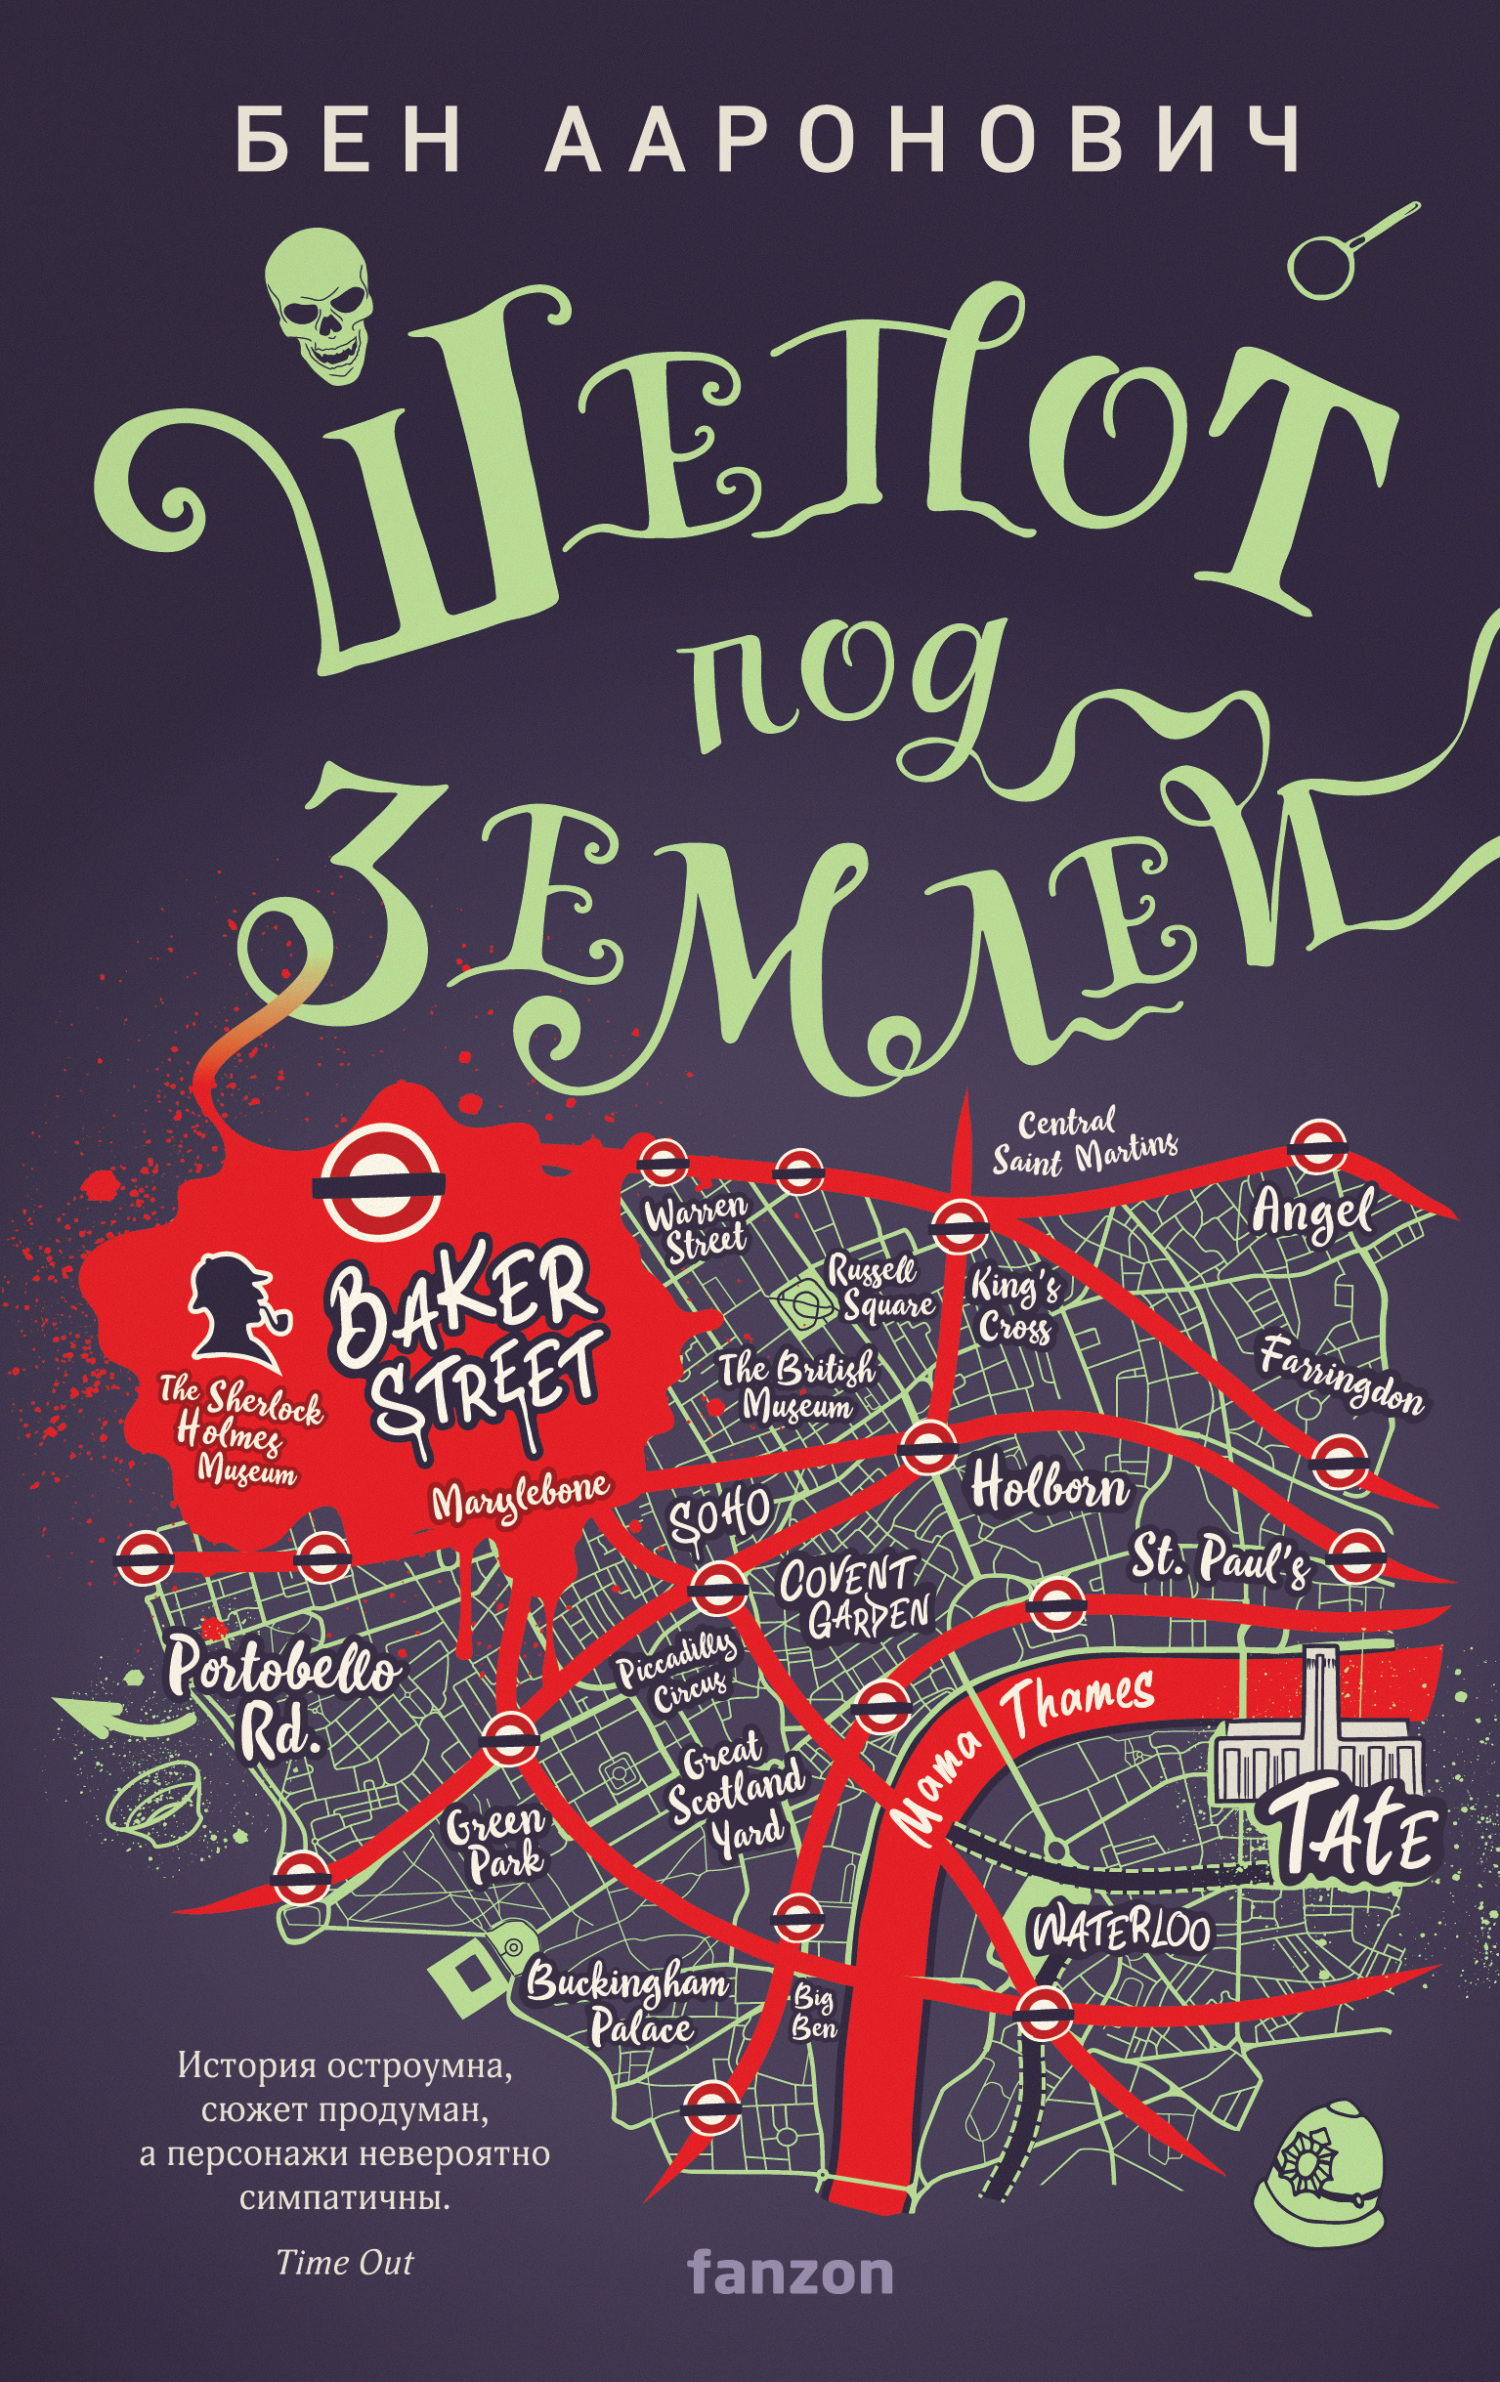 БЕН ААРОНОВИЧ
ШЕПОТ
под
ЗЕМЛЕЙ
Central
Saint Martins
Warren
Street
Angel
Russell
Square
King's
Cross
BAKER
STREET
The British
Museum
Farringdon
The Sherlock
Holmes
Museum
Marylebone
SOHO
Holborn
St. Paul's
COVENT
GARDEN
Portobello
Rd.
Piccadilly
Circus
Mama Thames
Great
Scotland
Yard
Green
Park
TATE
WATERLOO
Buckingham
Palace
Big
Ben
История остроумна,
сюжет продуман,
а персонажи невероятно
симпатичны.
Time Out
fanzon